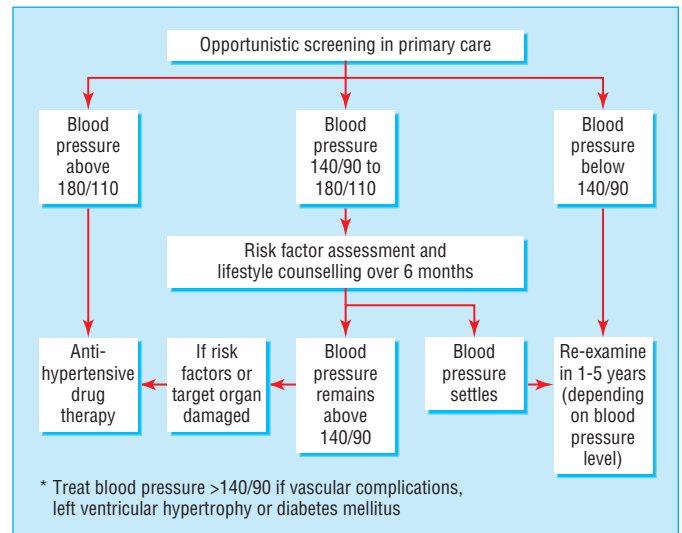 Opportunistic screening in primary care
Blood
pressure
above
180/110
Blood
pressure
140/90 to
180/110
Blood
pressure
below
140/90
Risk factor assessment and
lifestyle counselling over 6 months
Anti-
hypertensive
drug
therapy
If risk
factors or
target organ
damaged
Blood
pressure
remains
above
140/90
Blood
pressure
settles
Re-examine
in 1-5 years
(depending
on blood
pressure
level)
* Treat blood pressure >140/90 if vascular complications,
left ventricular hypertrophy or diabetes mellitus